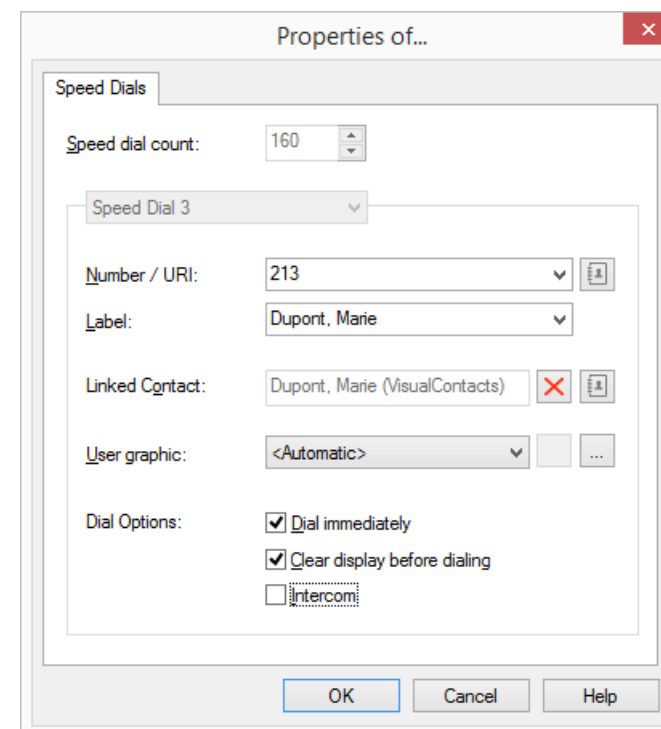 Properties of...
Speed Dials
Speed dial count: 160
Speed Dial 3
Number / URI: 213
Label: Dupont, Marie
Linked Contact: Dupont, Marie (VisualContacts)
User graphic: <Automatic> ...
Dial Options: Dial immediately
Clear display before dialing
Intercom
OK Cancel Help